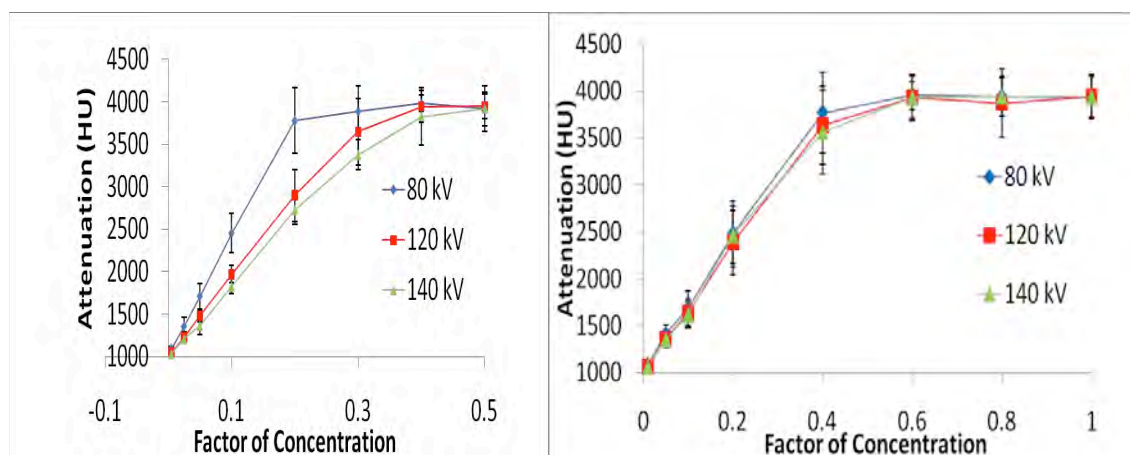 4500
4000
3500
3000
2500
2000
1500
1000
Attenuation (HU)
80 kV
120 kV
140 kV
-0.1 0.1 0.3 0.5
Factor of Concentration
4500
4000
3500
3000
2500
2000
1500
1000
Attenuation (HU)
80 kV
120 kV
140 kV
0 0.2 0.4 0.6 0.8 1
Factor of Concentration